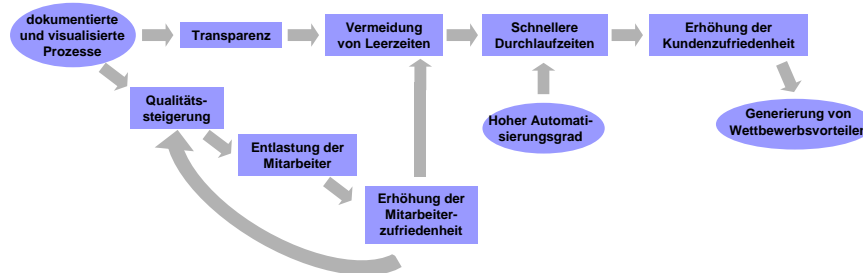 dokumentierte
und visualisierte
Prozesse
Transparenz
Vermeidung
von Leerzeiten
Schnellere
Durchlaufzeiten
Erhöhung der
Kundenzufriedenheit
Qualitäts-
steigerung
Hoher Automati-
sierungsgrad
Generierung von
Wettbewerbsvorteilen
Entlastung der
Mitarbeiter
Erhöhung der
Mitarbeiter-
zufriedenheit